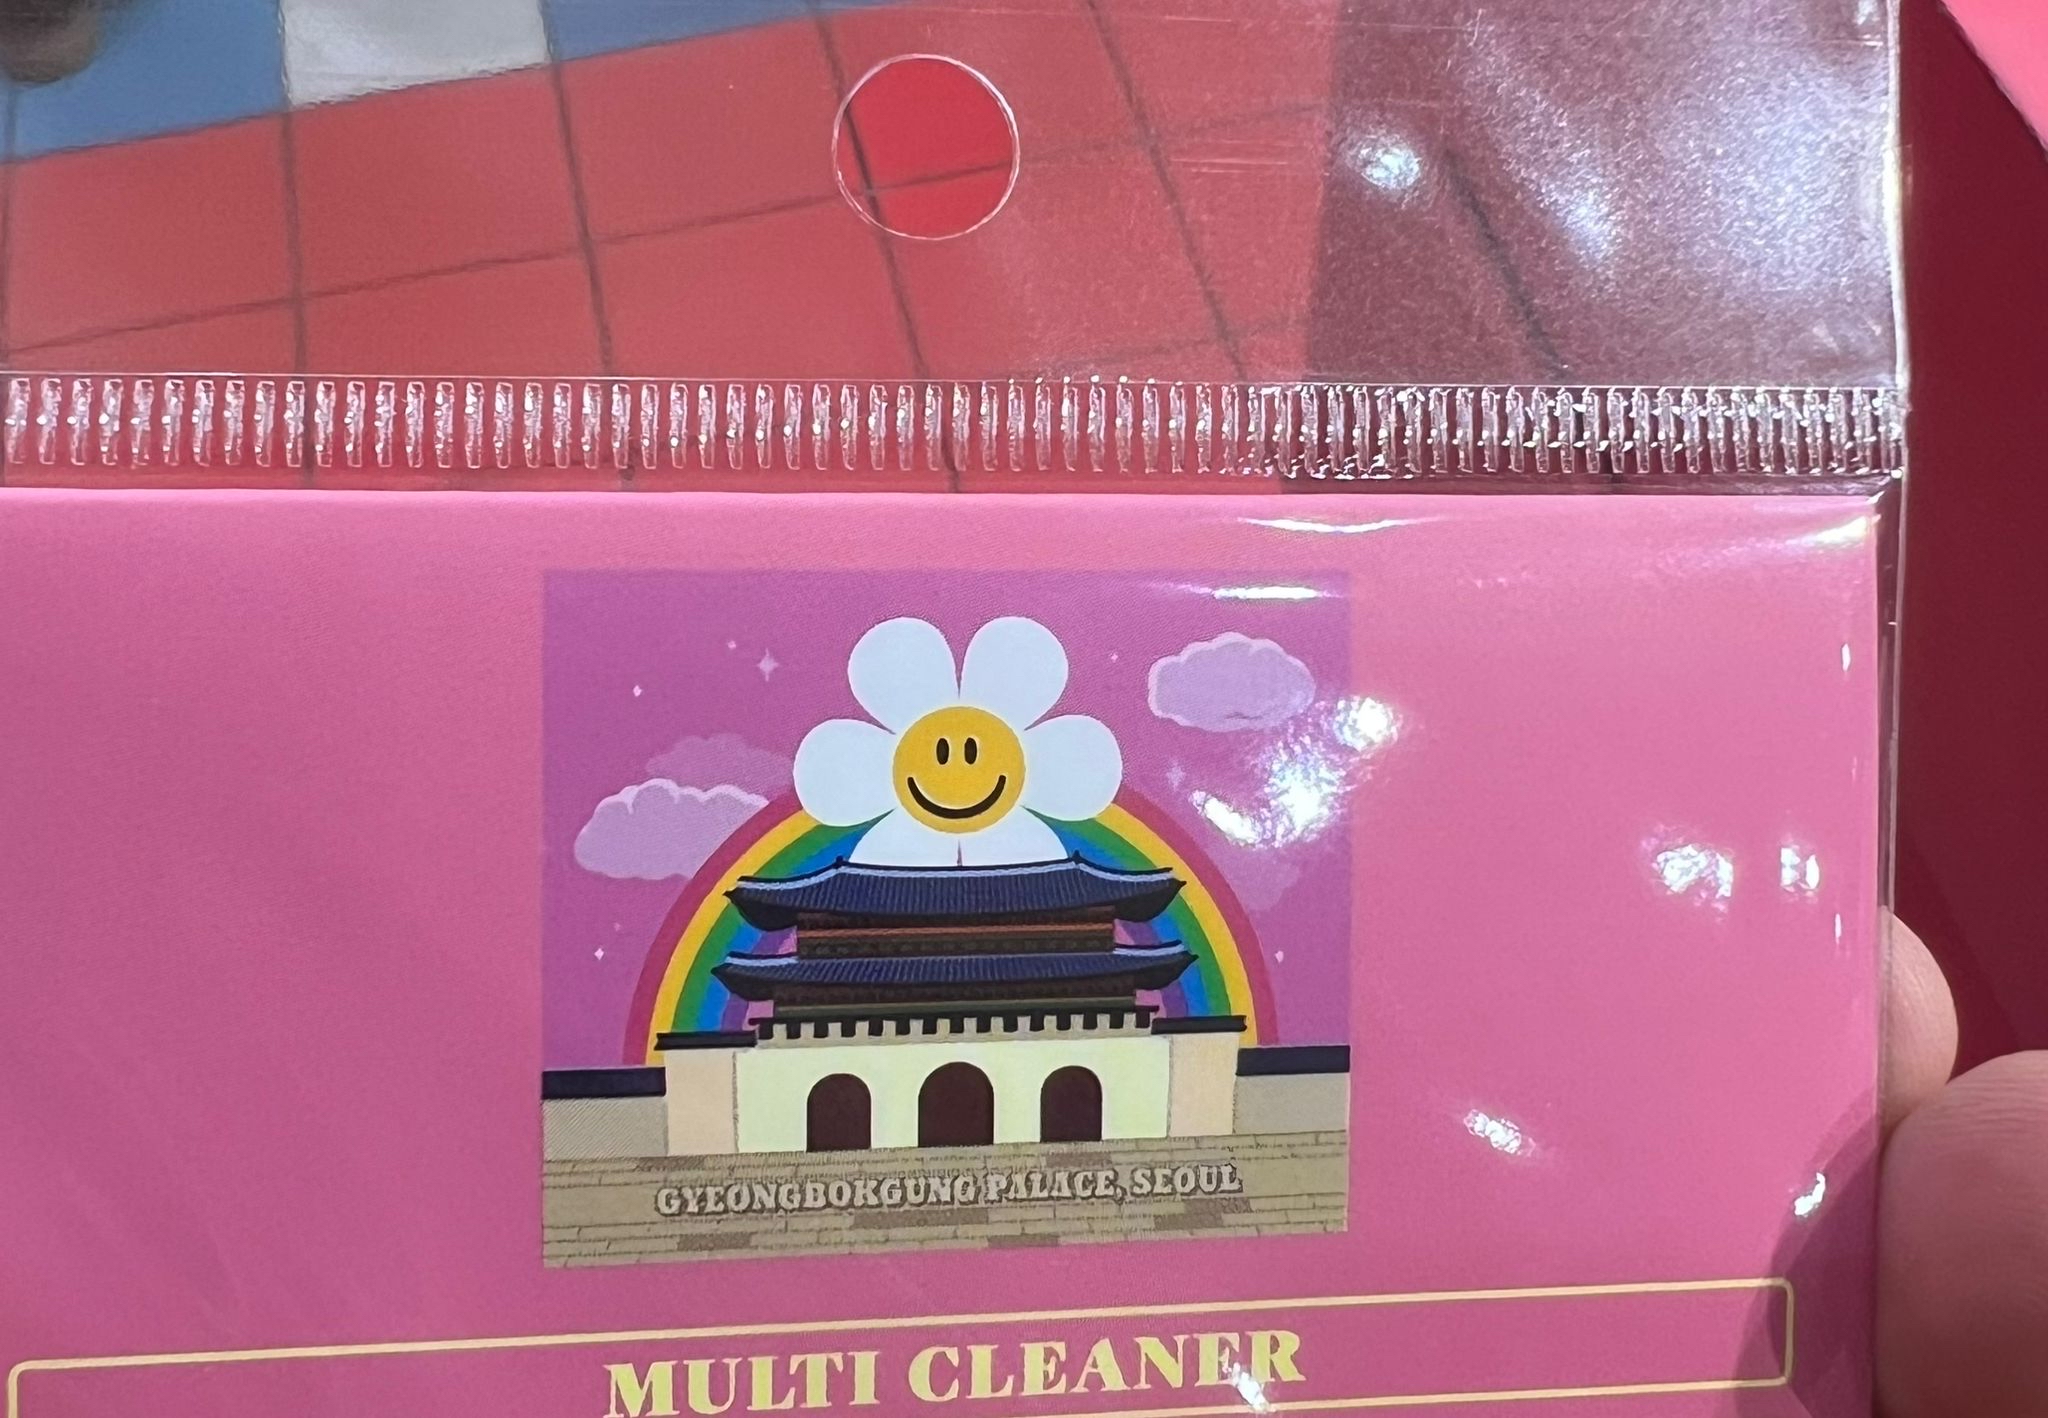 GYEONGBOKGUNG PALACE, SEOUL
MULTI CLEANER